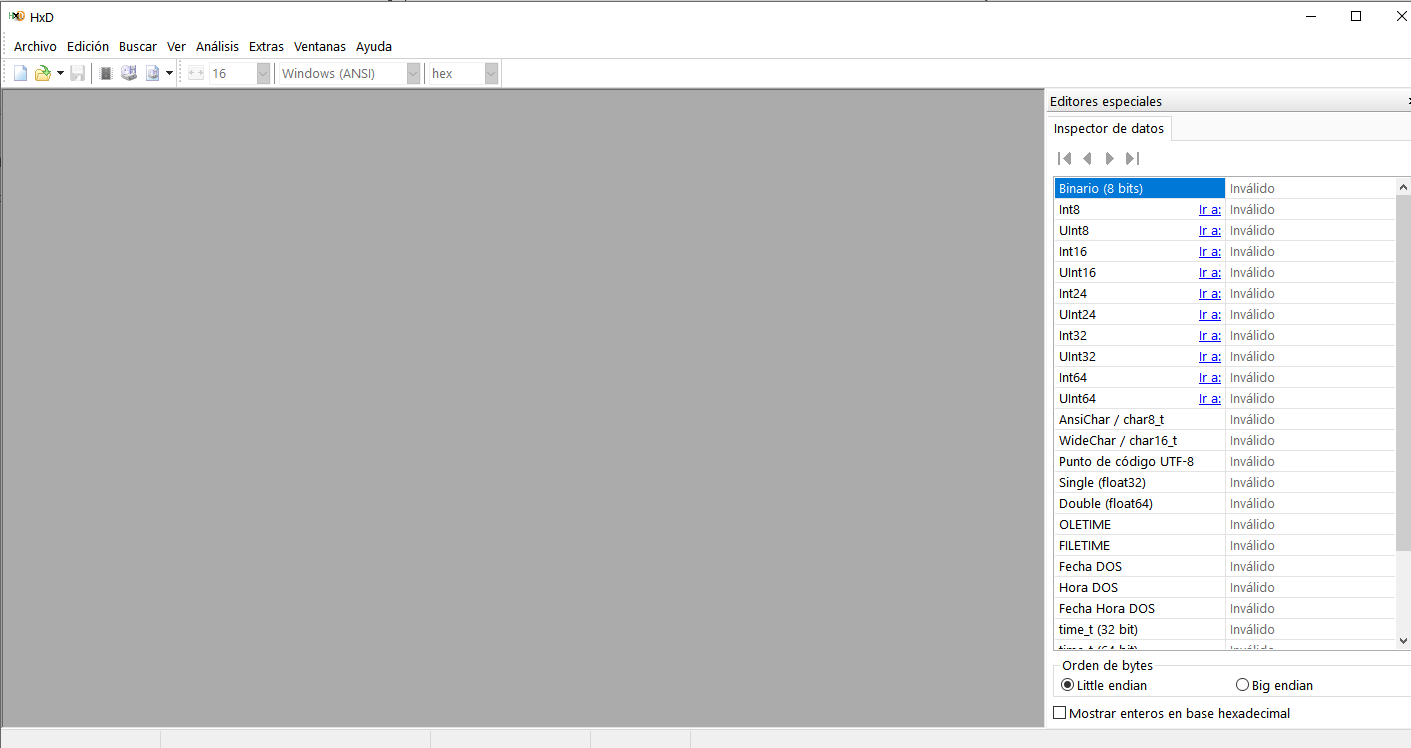 HxD
Archivo Edición Buscar Ver Análisis Extras Ventanas Ayuda
16 Windows (ANSI) hex
Editores especiales
Inspector de datos
Binario (8 bits) Inválido
Int8 Ir a: Inválido
UInt8 Ir a: Inválido
Int16 Ir a: Inválido
UInt16 Ir a: Inválido
Int24 Ir a: Inválido
UInt24 Ir a: Inválido
Int32 Ir a: Inválido
UInt32 Ir a: Inválido
Int64 Ir a: Inválido
UInt64 Ir a: Inválido
AnsiChar / char8_t Inválido
WideChar / char16_t Inválido
Punto de código UTF-8 Inválido
Single (float32) Inválido
Double (float64) Inválido
OLETIME Inválido
FILETIME Inválido
Fecha DOS Inválido
Hora DOS Inválido
Fecha Hora DOS Inválido
time_t (32 bit) Inválido
time_t (64 bit) Inválido
Orden de bytes
Little endian Big endian
Mostrar enteros en base hexadecimal